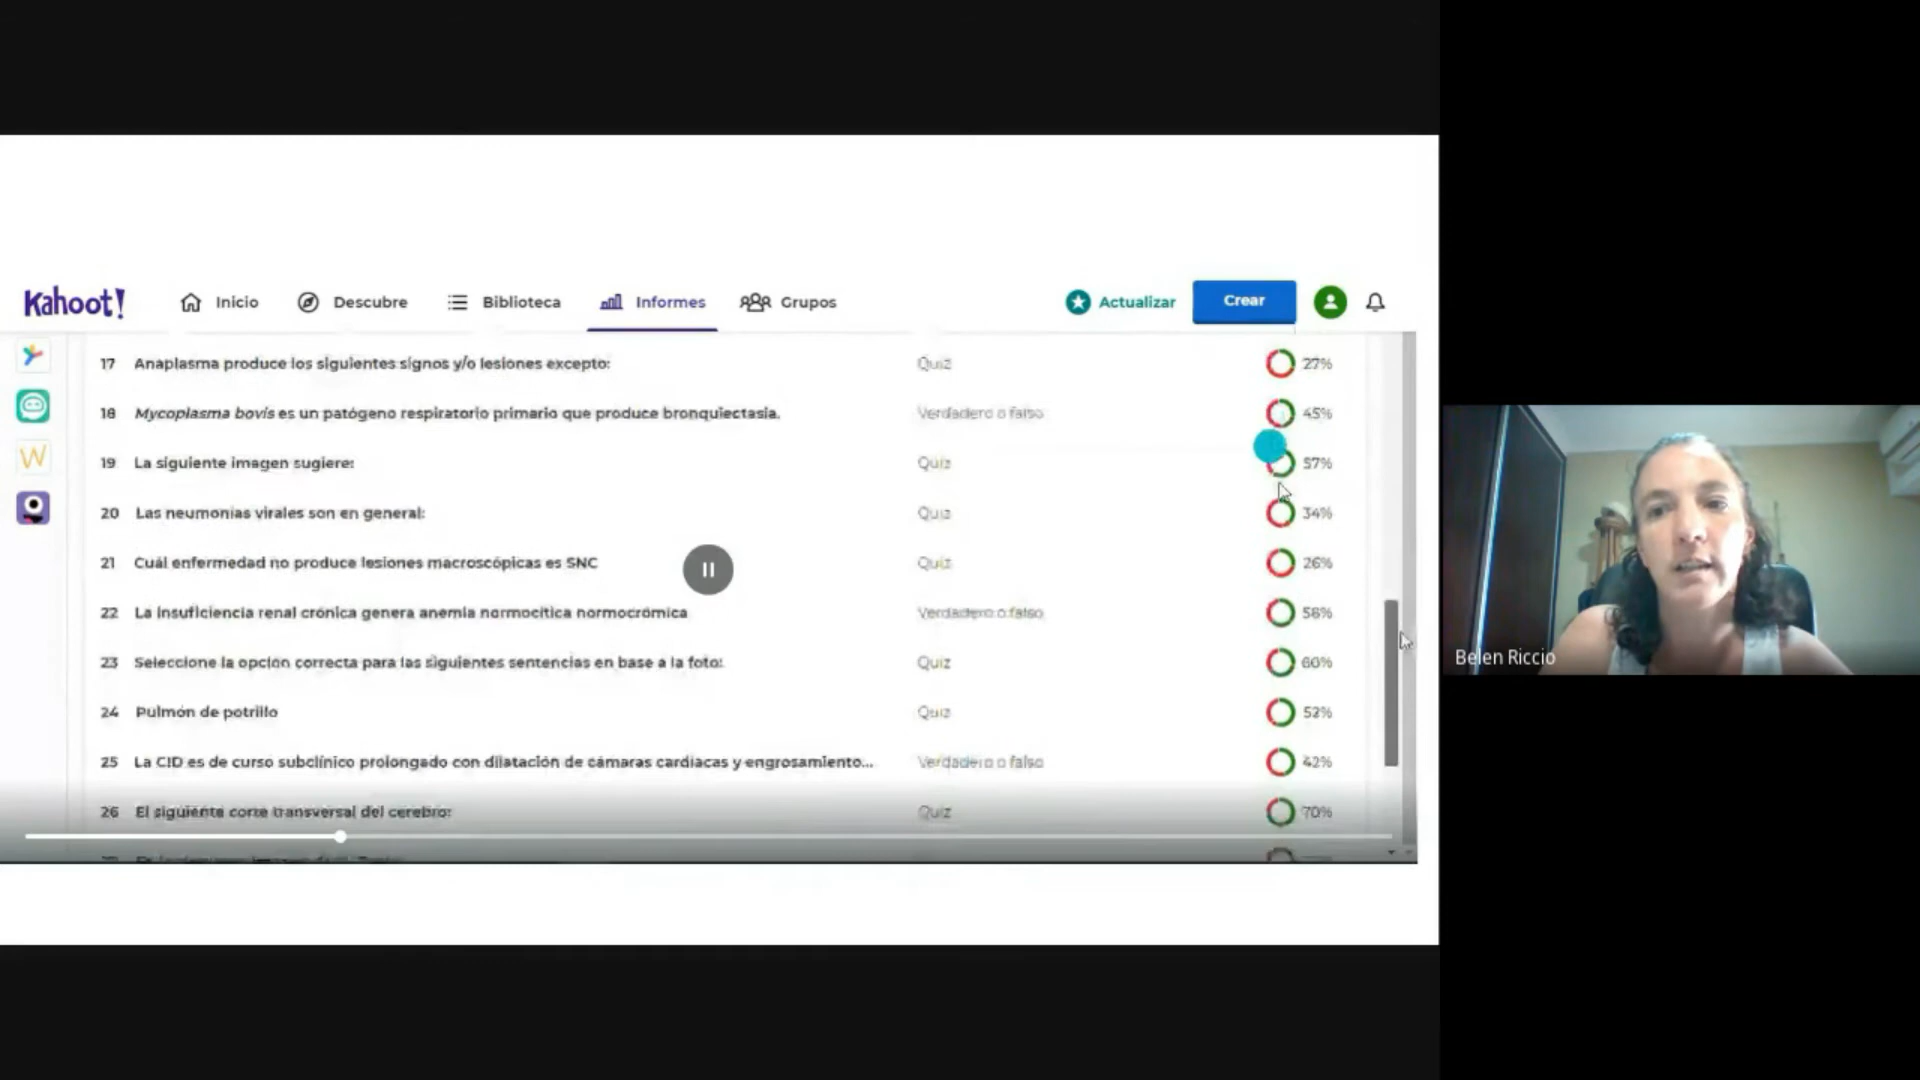 Kahoot! Inicio Descubre Biblioteca Informes Grupos Actualizar Crear
17 Anaplasma produce los siguientes signos y/o lesiones excepto: Quiz 27%
18 Mycoplasma bovis es un patógeno respiratorio primario que produce bronquiectasia. Verdadero o falso 45%
19 La siguiente imagen sugiere: Quiz 57%
W
20 Las neumonías virales son en general: Quiz 34%
21 Cuál enfermedad no produce lesiones macroscópicas es SNC Quiz 26%
22 La insuficiencia renal crónica genera anemia normocítica normocrómica Verdadero o falso 56%
23 Seleccione la opción correcta para las siguientes sentencias en base a la foto: Quiz 60%
24 Pulmón de potrillo Quiz 52%
25 La CID es de curso subclínico prolongado con dilatación de cámaras cardíacas y engrosamiento... Verdadero o falso 42%
26 El siguiente corte transversal del cerebro: Quiz 70%
Belen Riccio